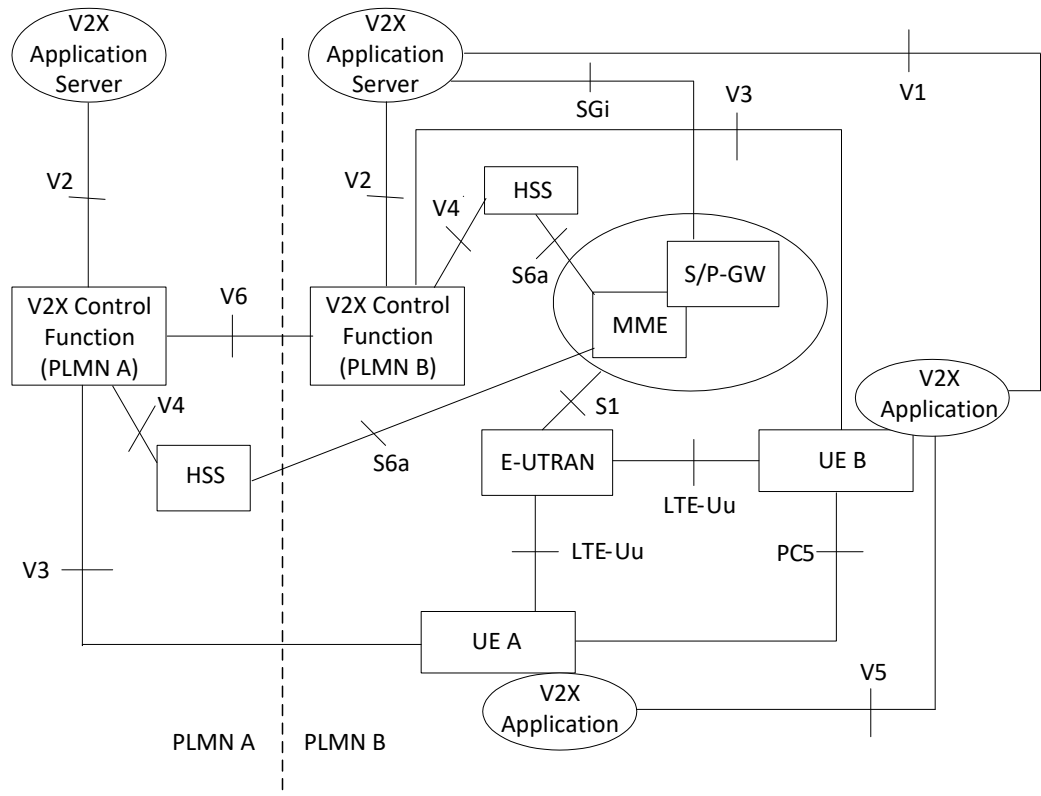 V2X
Application
Server
V2X
Application
Server
V1
SGi
V3
V2
V2
HSS
V4
S6a
S/P-GW
MME
V2X Control
Function
(PLMN A)
V6
V2X Control
Function
(PLMN B)
V2X
Application
V4
S1
HSS
S6a
E-UTRAN
UE B
LTE-Uu
LTE-Uu
PC5
V3
UE A
V5
V2X
Application
PLMN A
PLMN B